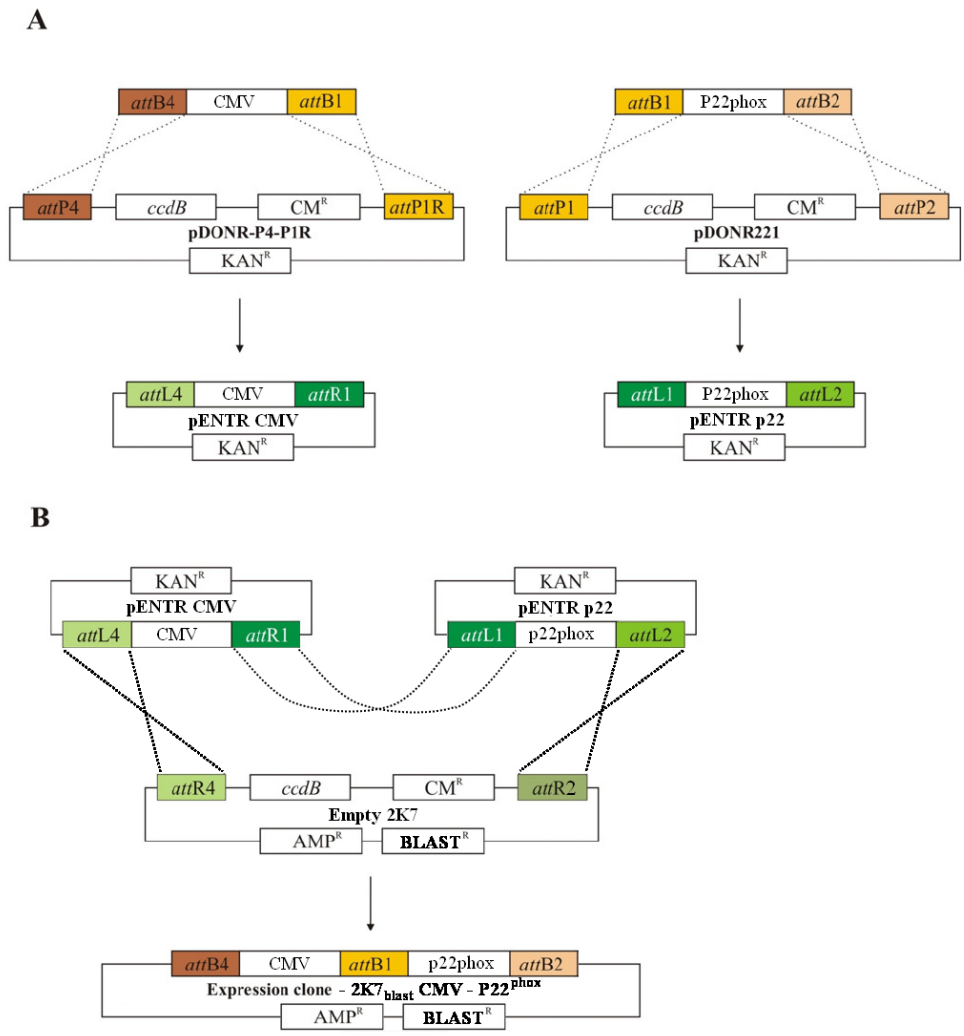 A
attB4 CMV attB1 attB1 P22phox attB2
attP4 ccdB CMᴿ attP1R attP1 ccdB CMᴿ attP2
pDONR-P4-P1R pDONR221
KANᴿ KANᴿ
attL4 CMV attR1 attL1 P22phox attL2
pENTR CMV pENTR p22
KANᴿ KANᴿ
B
KANᴿ KANᴿ
pENTR CMV pENTR p22
attL4 CMV attR1 attL1 p22phox attL2
attR4 ccdB CMᴿ attR2
Empty 2K7
AMPᴿ BLASTᴿ
attB4 CMV attB1 p22phox attB2
Expression clone - 2K7blast CMV - P22phox
AMPᴿ BLASTᴿ